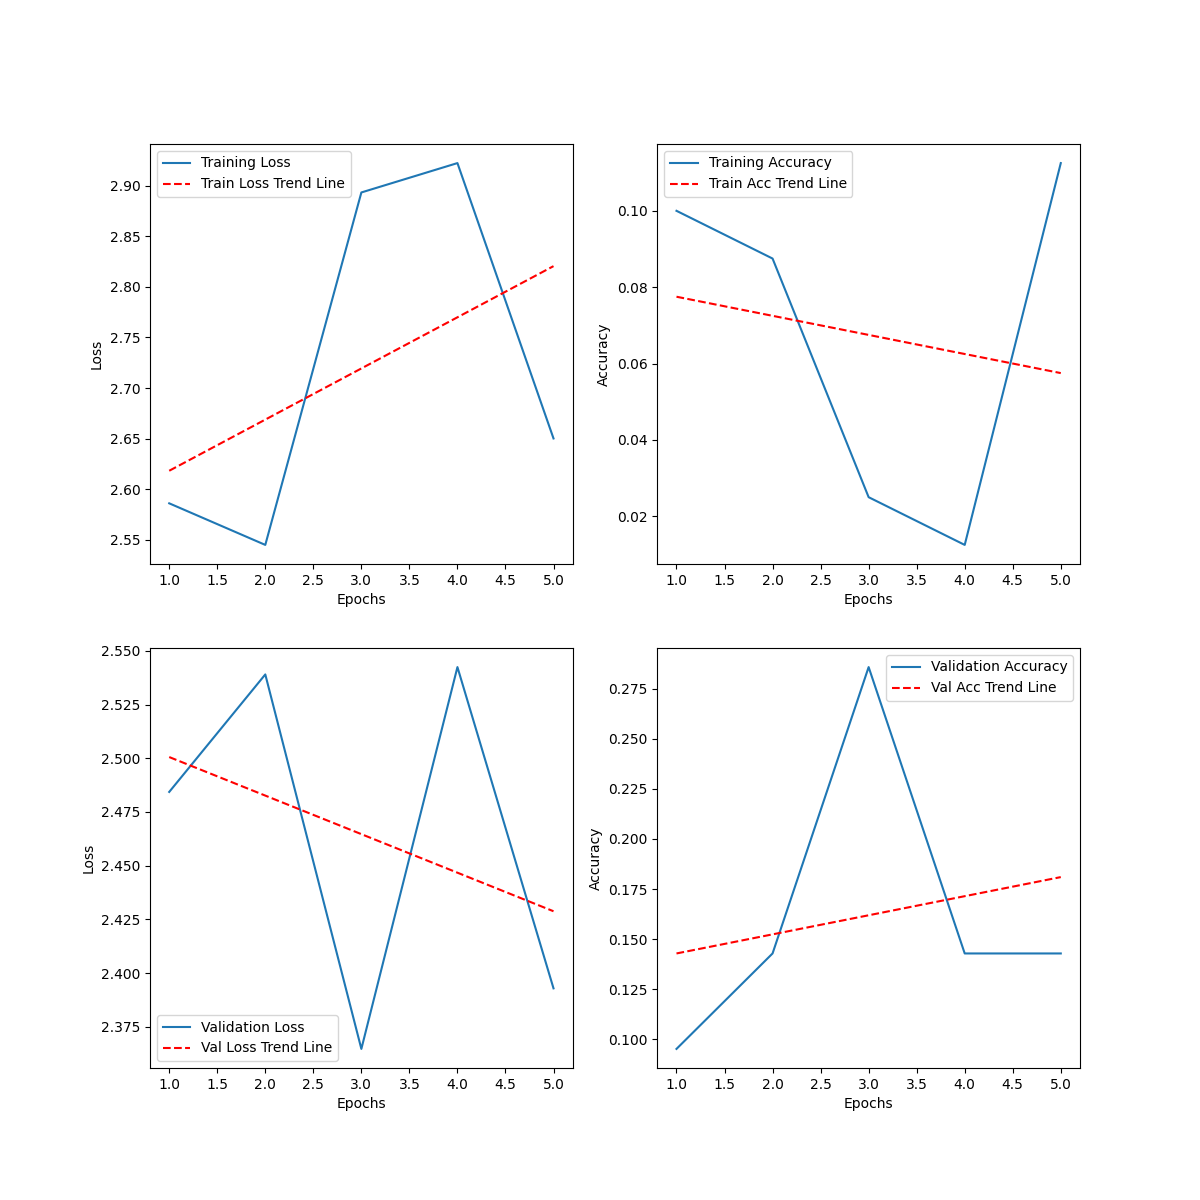 Training Loss
Train Loss Trend Line
2.90
2.85
2.80
2.75
2.70
2.65
2.60
2.55
Loss
1.0 1.5 2.0 2.5 3.0 3.5 4.0 4.5 5.0
Epochs
Training Accuracy
Train Acc Trend Line
0.10
0.08
0.06
0.04
0.02
Accuracy
1.0 1.5 2.0 2.5 3.0 3.5 4.0 4.5 5.0
Epochs
2.550
2.525
2.500
2.475
2.450
2.425
2.400
2.375
Loss
Validation Loss
Val Loss Trend Line
1.0 1.5 2.0 2.5 3.0 3.5 4.0 4.5 5.0
Epochs
Validation Accuracy
Val Acc Trend Line
0.275
0.250
0.225
0.200
0.175
0.150
0.125
0.100
Accuracy
1.0 1.5 2.0 2.5 3.0 3.5 4.0 4.5 5.0
Epochs